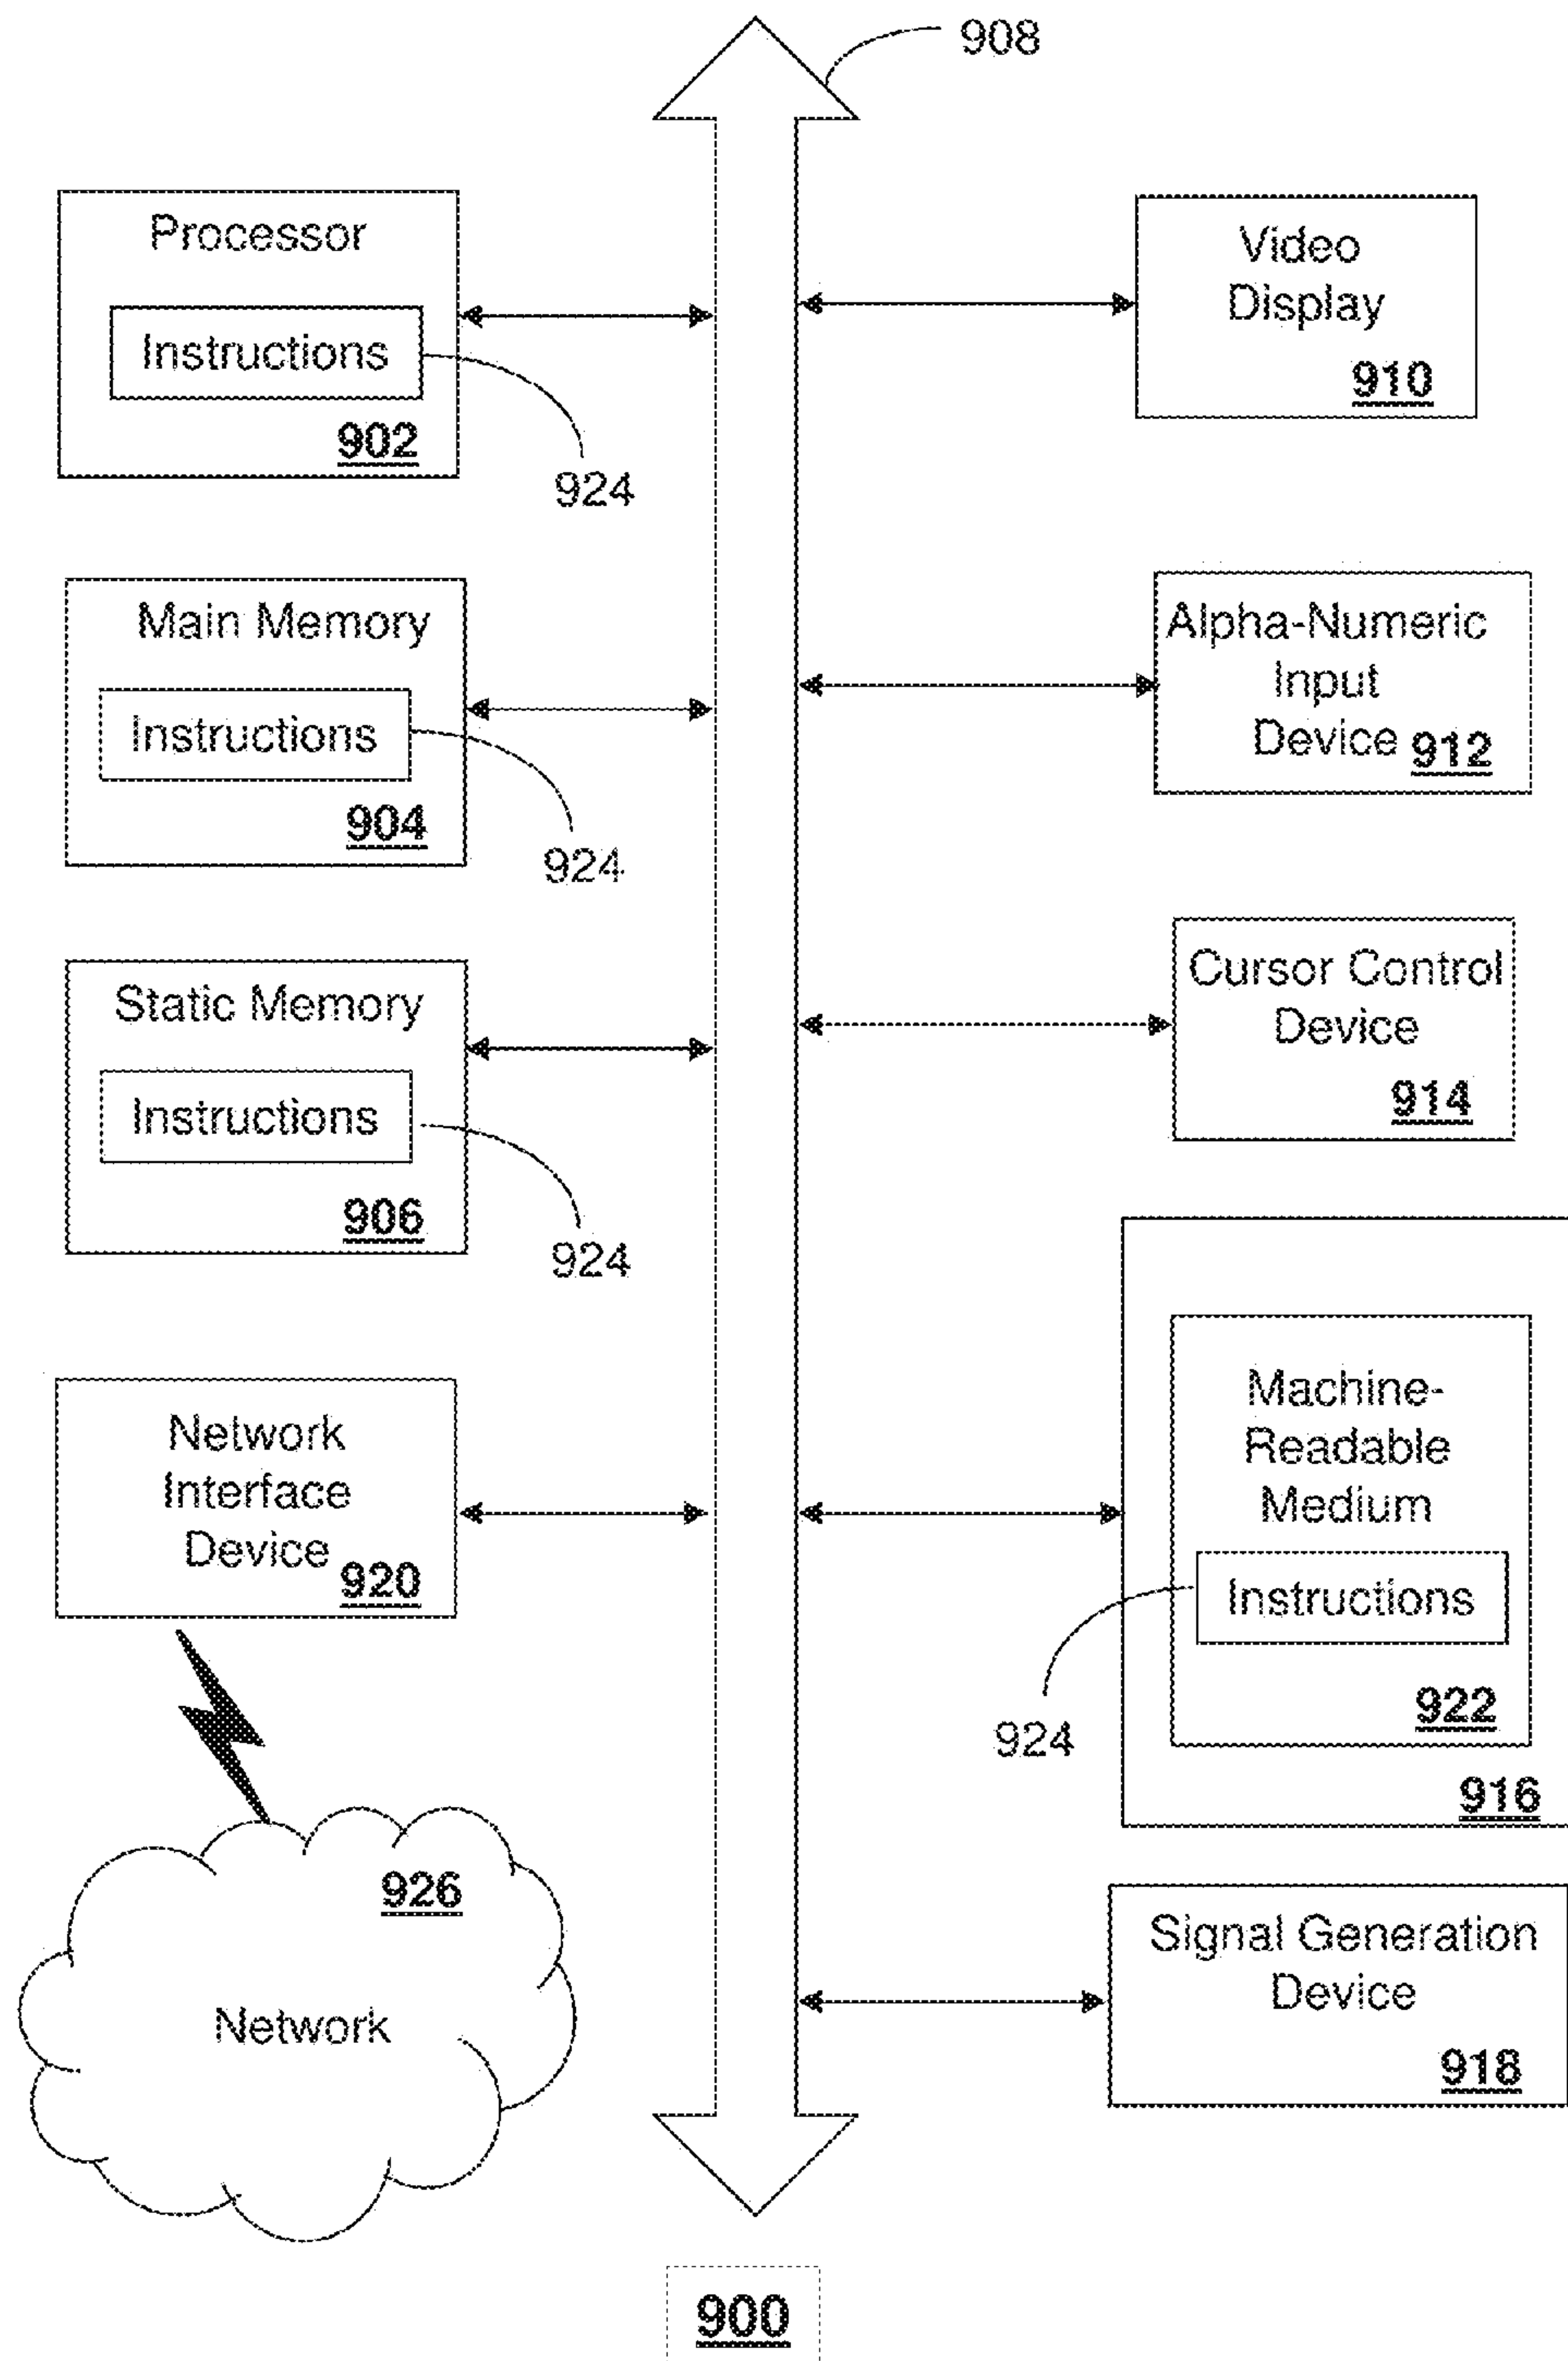 908
Processor
Instructions
902
924
Main Memory
Instructions
904
924
Static Memory
Instructions
906
924
Network
Interface
Device
920
926
Network
Video
Display
910
Alpha-Numeric
Input
Device 912
Cursor Control
Device
914
Machine-
Readable
Medium
Instructions
924
922
916
Signal Generation
Device
918
900